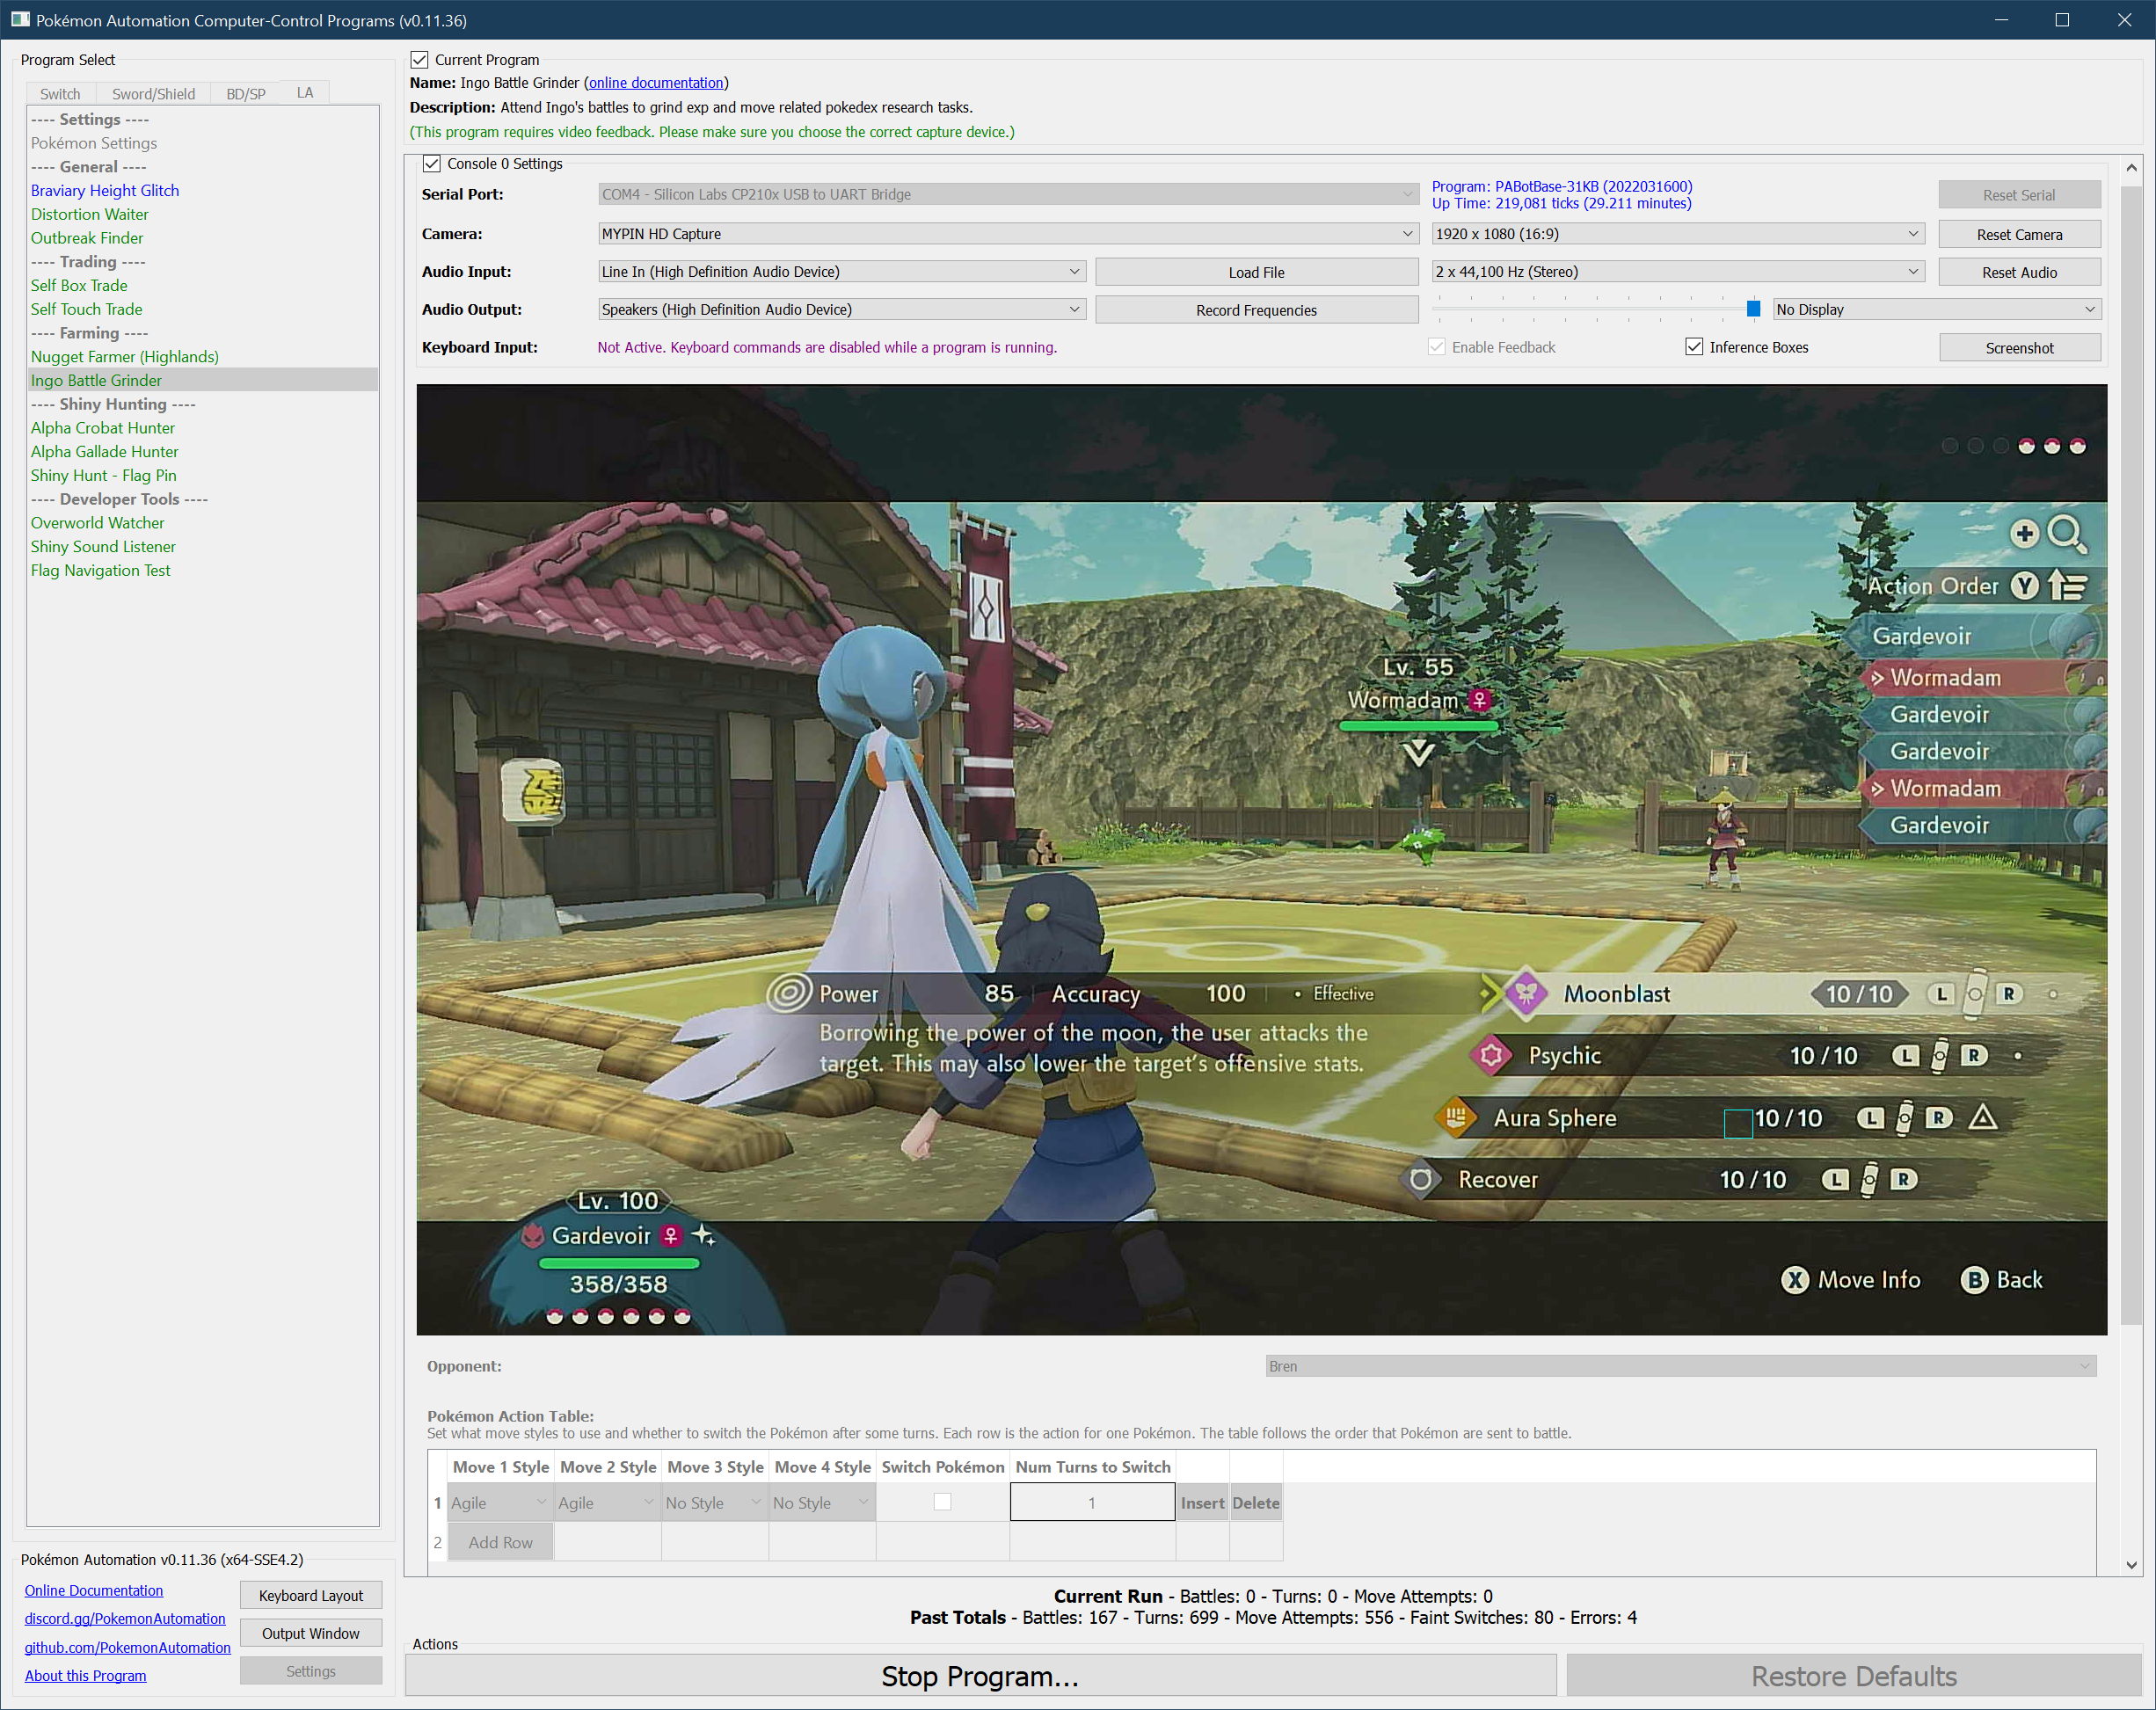 Pokémon Automation Computer-Control Programs (v0.11.36)
Program Select
Switch Sword/Shield BD/SP LA
---- Settings ----
Pokémon Settings
---- General ----
Braviary Height Glitch
Distortion Waiter
Outbreak Finder
---- Trading ----
Self Box Trade
Self Touch Trade
---- Farming ----
Nugget Farmer (Highlands)
Ingo Battle Grinder
---- Shiny Hunting ----
Alpha Crobat Hunter
Alpha Gallade Hunter
Shiny Hunt - Flag Pin
---- Developer Tools ----
Overworld Watcher
Shiny Sound Listener
Flag Navigation Test
Pokémon Automation v0.11.36 (x64-SSE4.2)
Online Documentation
Keyboard Layout
discord.gg/PokemonAutomation
Output Window
github.com/PokemonAutomation
Settings
About this Program
Current Program
Name: Ingo Battle Grinder (online documentation)
Description: Attend Ingo's battles to grind exp and move related pokedex research tasks.
(This program requires video feedback. Please make sure you choose the correct capture device.)
Console 0 Settings
Serial Port: COM4 - Silicon Labs CP210x USB to UART Bridge
Program: PABotBase-31KB (2022031600)
Up Time: 219,081 ticks (29.211 minutes)
Reset Serial
Camera: MYPIN HD Capture 1920 x 1080 (16:9) Reset Camera
Audio Input: Line In (High Definition Audio Device) Load File 2 x 44,100 Hz (Stereo) Reset Audio
Audio Output: Speakers (High Definition Audio Device) Record Frequencies No Display
Keyboard Input: Not Active. Keyboard commands are disabled while a program is running. Enable Feedback Inference Boxes Screenshot
Action Order Y
Gardevoir
Wormadam
Gardevoir
Gardevoir
Wormadam
Gardevoir
Lv. 55
Wormadam ♀
Power 85 Accuracy 100 • Effective
Borrowing the power of the moon, the user attacks the
target. This may also lower the target's offensive stats.
Moonblast 10/10 L R
Psychic 10/10 L R
Aura Sphere 10/10 L R
Recover 10/10 L R
Lv. 100
Gardevoir ♀
358/358
X Move Info B Back
Opponent: Bren
Pokémon Action Table:
Set what move styles to use and whether to switch the Pokémon after some turns. Each row is the action for one Pokémon. The table follows the order that Pokémon are sent to battle.
Move 1 Style Move 2 Style Move 3 Style Move 4 Style Switch Pokémon Num Turns to Switch
1 Agile Agile No Style No Style 1 Insert Delete
2 Add Row
Current Run - Battles: 0 - Turns: 0 - Move Attempts: 0
Past Totals - Battles: 167 - Turns: 699 - Move Attempts: 556 - Faint Switches: 80 - Errors: 4
Actions
Stop Program...
Restore Defaults